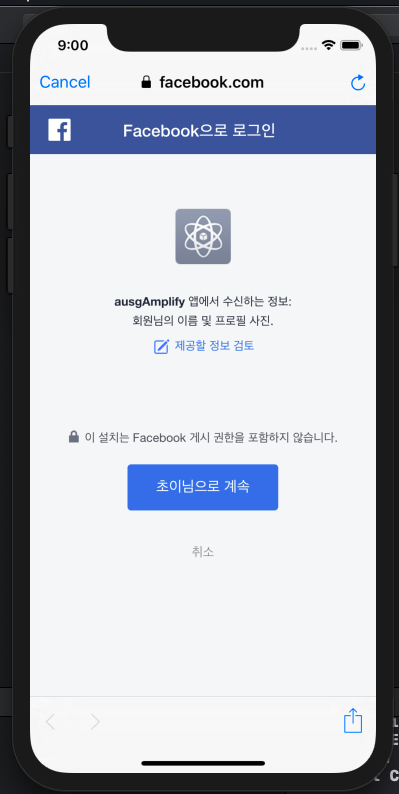 9:00
Cancel facebook.com
Facebook으로 로그인
ausgAmplify 앱에서 수신하는 정보:
회원님의 이름 및 프로필 사진.
제공할 정보 검토
이 설치는 Facebook 게시 권한을 포함하지 않습니다.
초이님으로 계속
취소